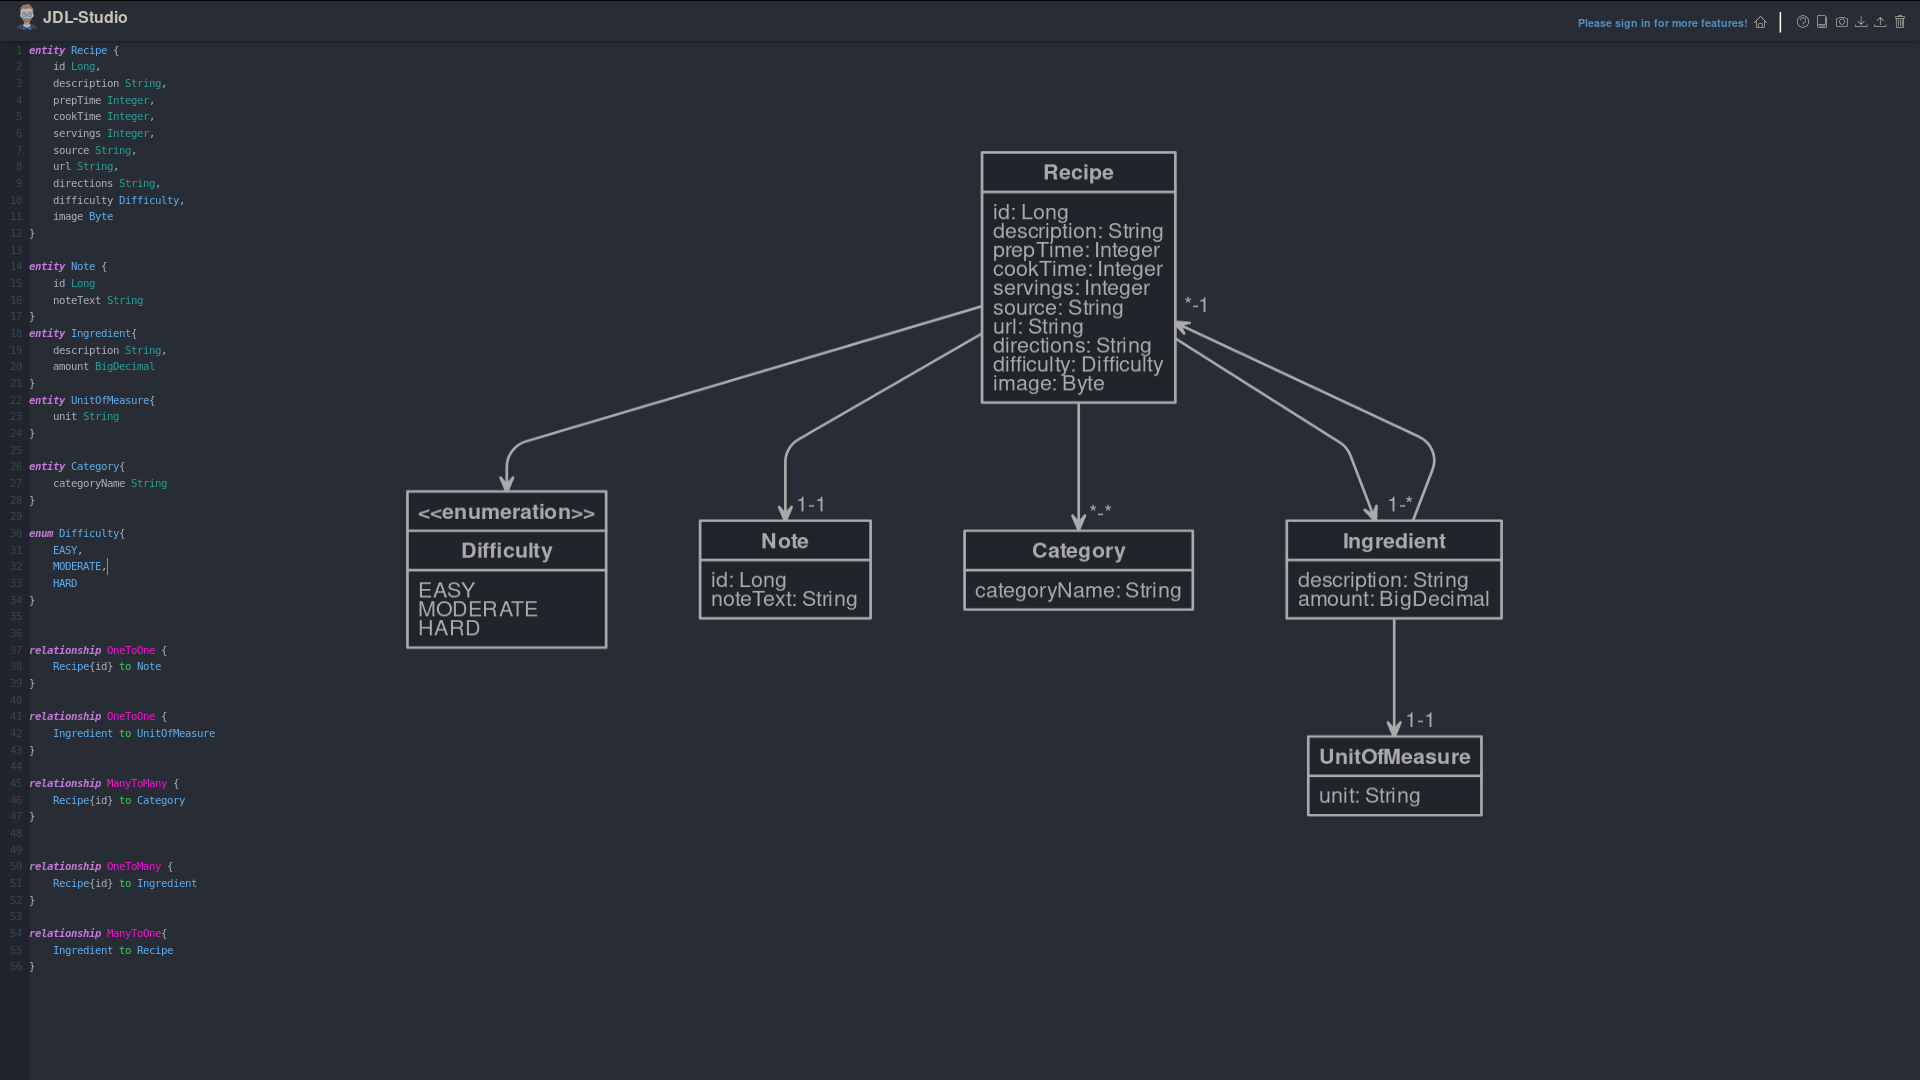 JDL-Studio
Please sign in for more features!
1 entity Recipe {
2 id Long,
3 description String,
4 prepTime Integer,
5 cookTime Integer,
6 servings Integer,
7 source String,
8 url String,
9 directions String,
10 difficulty Difficulty,
11 image Byte
12 }
13
14 entity Note {
15 id Long
16 noteText String
17 }
18 entity Ingredient{
19 description String,
20 amount BigDecimal
21 }
22 entity UnitOfMeasure{
23 unit String
24 }
25
26 entity Category{
27 categoryName String
28 }
29
30 enum Difficulty{
31 EASY,
32 MODERATE,
33 HARD
34 }
35
36
37 relationship OneToOne {
38 Recipe{id} to Note
39 }
40
41 relationship OneToOne {
42 Ingredient to UnitOfMeasure
43 }
44
45 relationship ManyToMany {
46 Recipe{id} to Category
47 }
48
49
50 relationship OneToMany {
51 Recipe{id} to Ingredient
52 }
53
54 relationship ManyToOne{
55 Ingredient to Recipe
56 }
Recipe
id: Long
description: String
prepTime: Integer
cookTime: Integer
servings: Integer
source: String
url: String
directions: String
difficulty: Difficulty
image: Byte
*-1
<<enumeration>>
Difficulty
EASY
MODERATE
HARD
1-1
Note
id: Long
noteText: String
*-*
Category
categoryName: String
1-*
Ingredient
description: String
amount: BigDecimal
1-1
UnitOfMeasure
unit: String